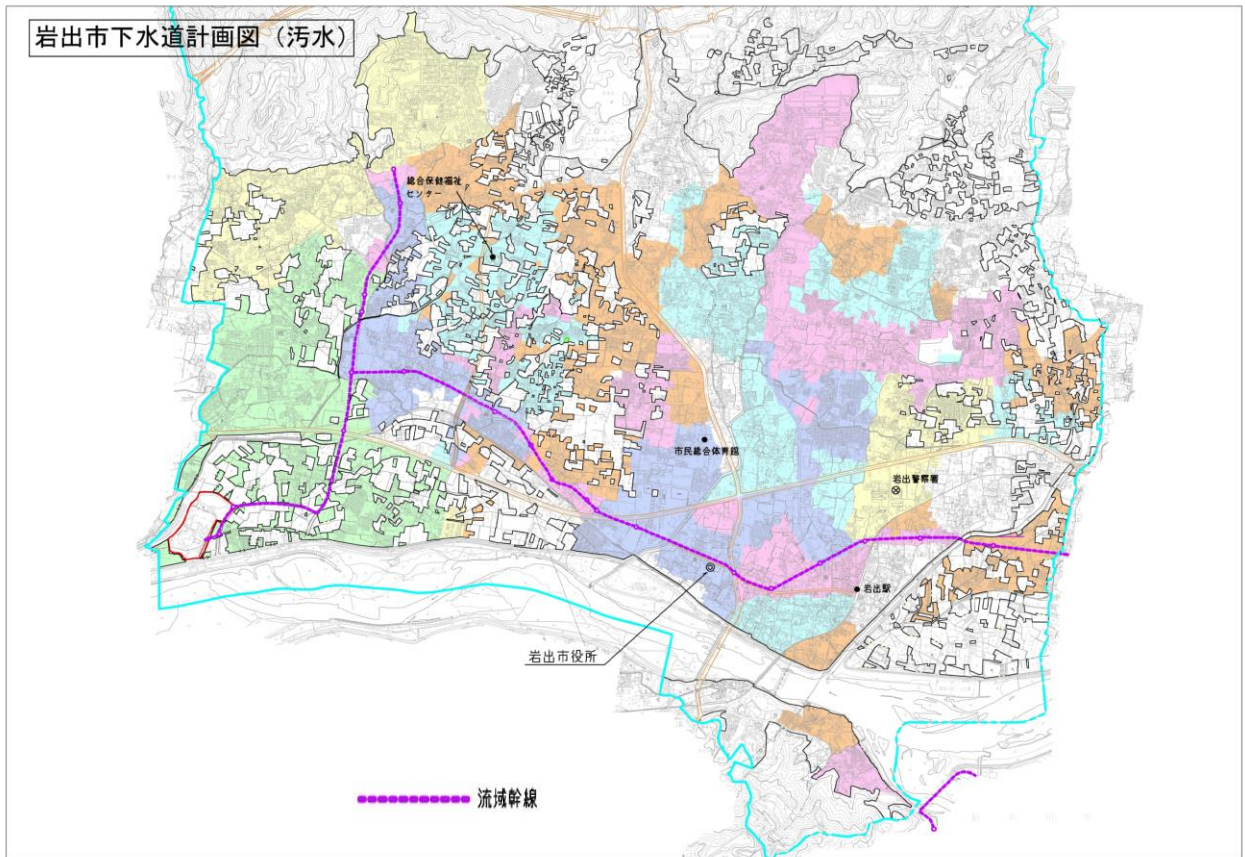 岩出市下水道計画図（汚水）
総合保健福祉
センター
市民総合体育館
岩出警察署
岩出駅
岩出市役所
流域幹線